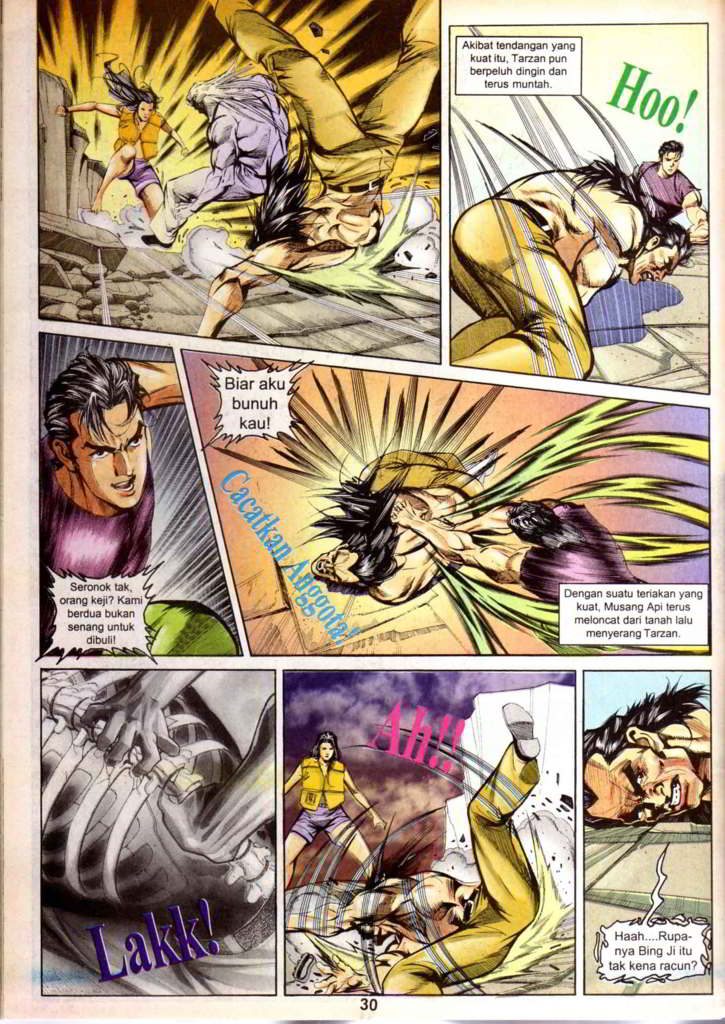 Akibat tendangan yang
kuat itu, Tarzan pun
berpeluh dingin dan
terus muntah.
Hoo!
Seronok tak,
orang keji? Kami
berdua bukan
senang untuk
dibuli!
Biar aku
bunuh
kau!
Cacatkan Anggota!
Dengan suatu teriakan yang
kuat, Musang Api terus
meloncat dari tanah lalu
menyerang Tarzan.
Lakk!
Ah!!
Haah....Rupa-
nya Bing Ji itu
tak kena racun?
30